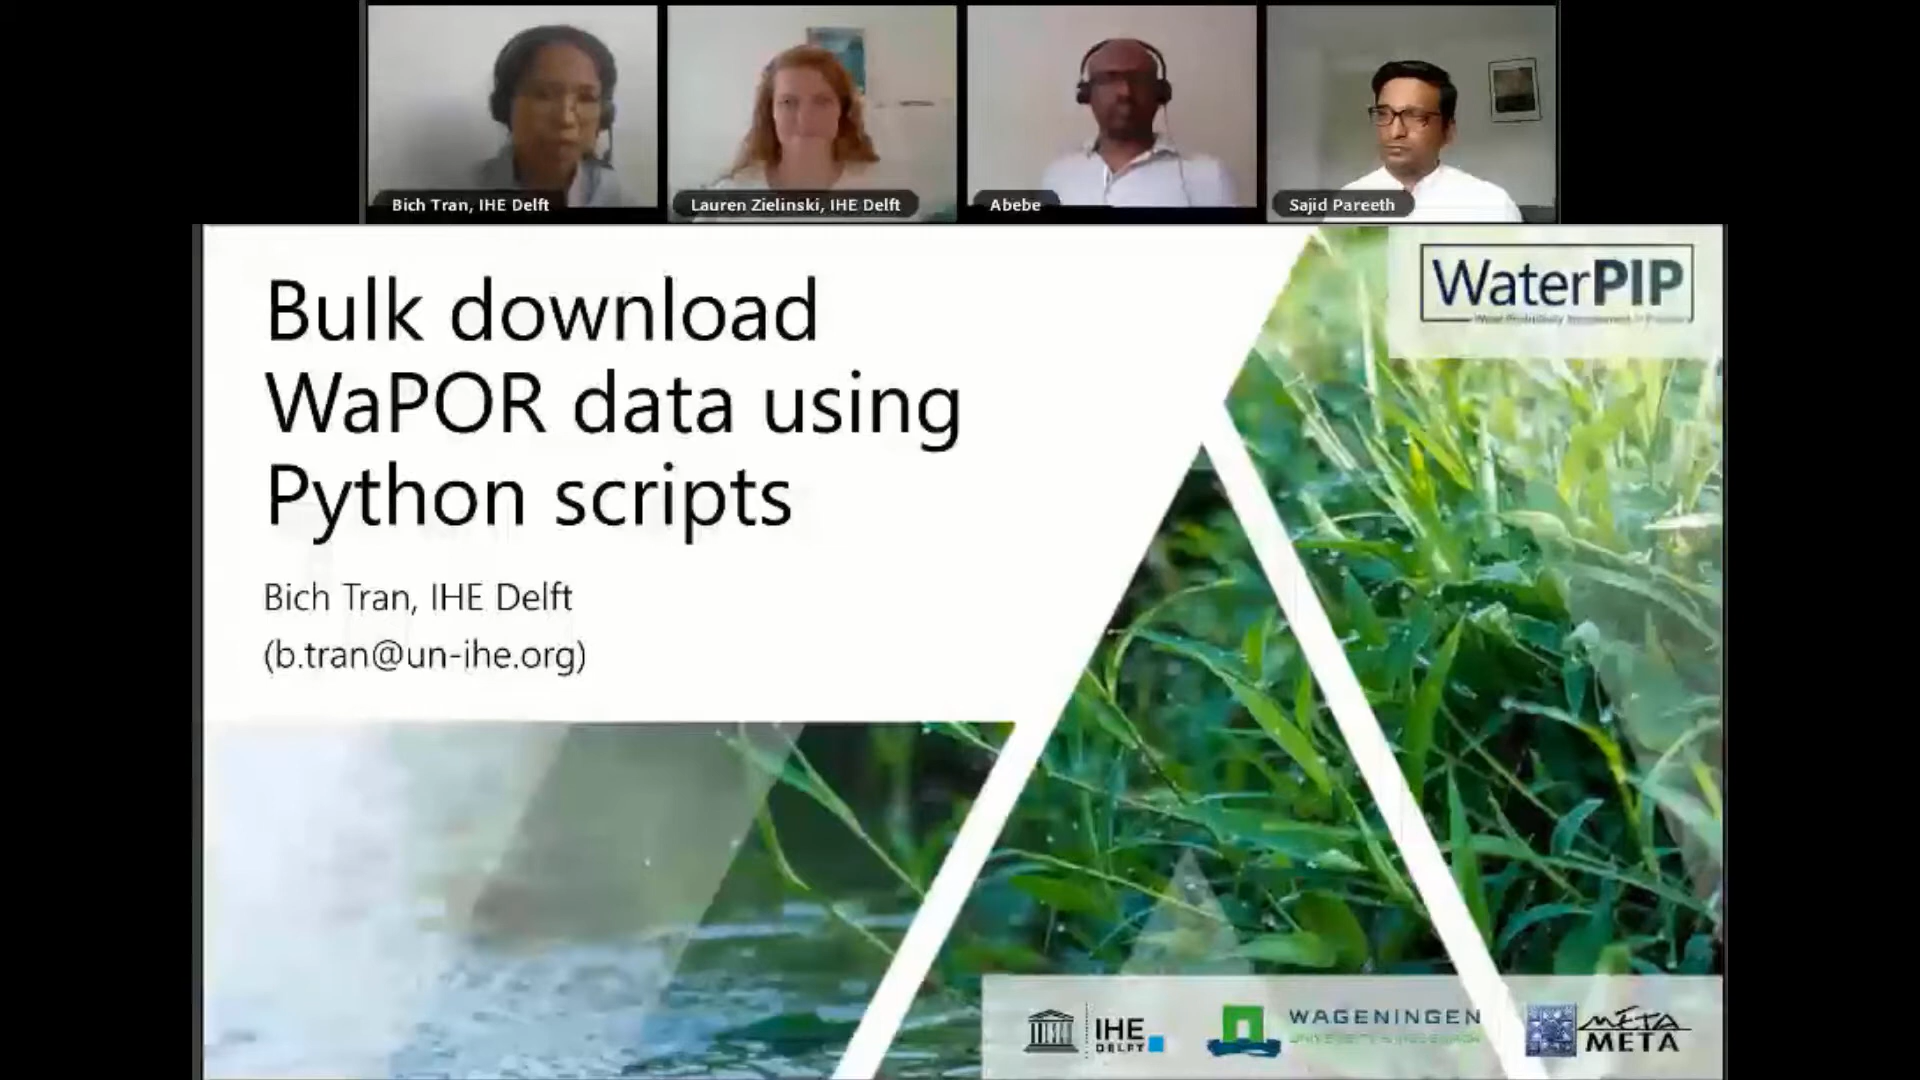 Bich Tran, IHE Delft
Lauren Zielinski, IHE Delft
Abebe
Sajid Pareeth
WaterPIP
Bulk download
WaPOR data using
Python scripts
Bich Tran, IHE Delft
(b.tran@un-ihe.org)
IHE
DELFT
WAGENINGEN
META
META